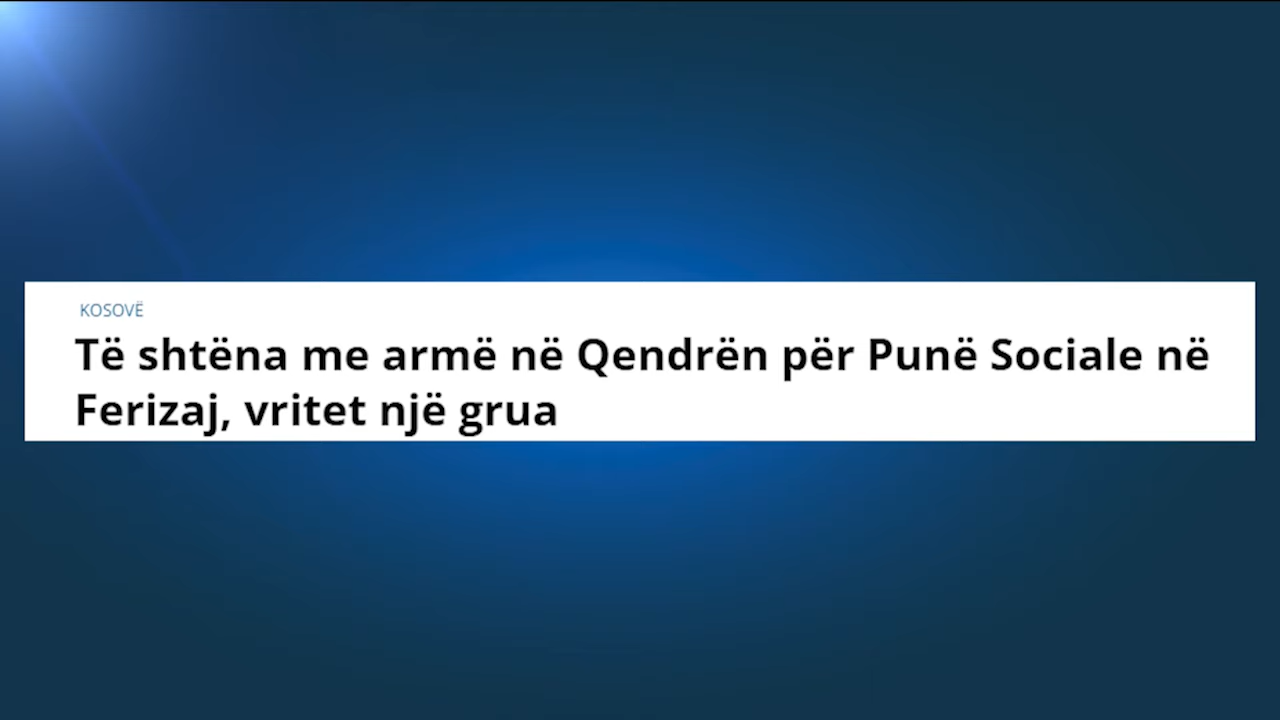 KOSOVË
Të shtëna me armë në Qendrën për Punë Sociale në
Ferizaj, vritet një grua